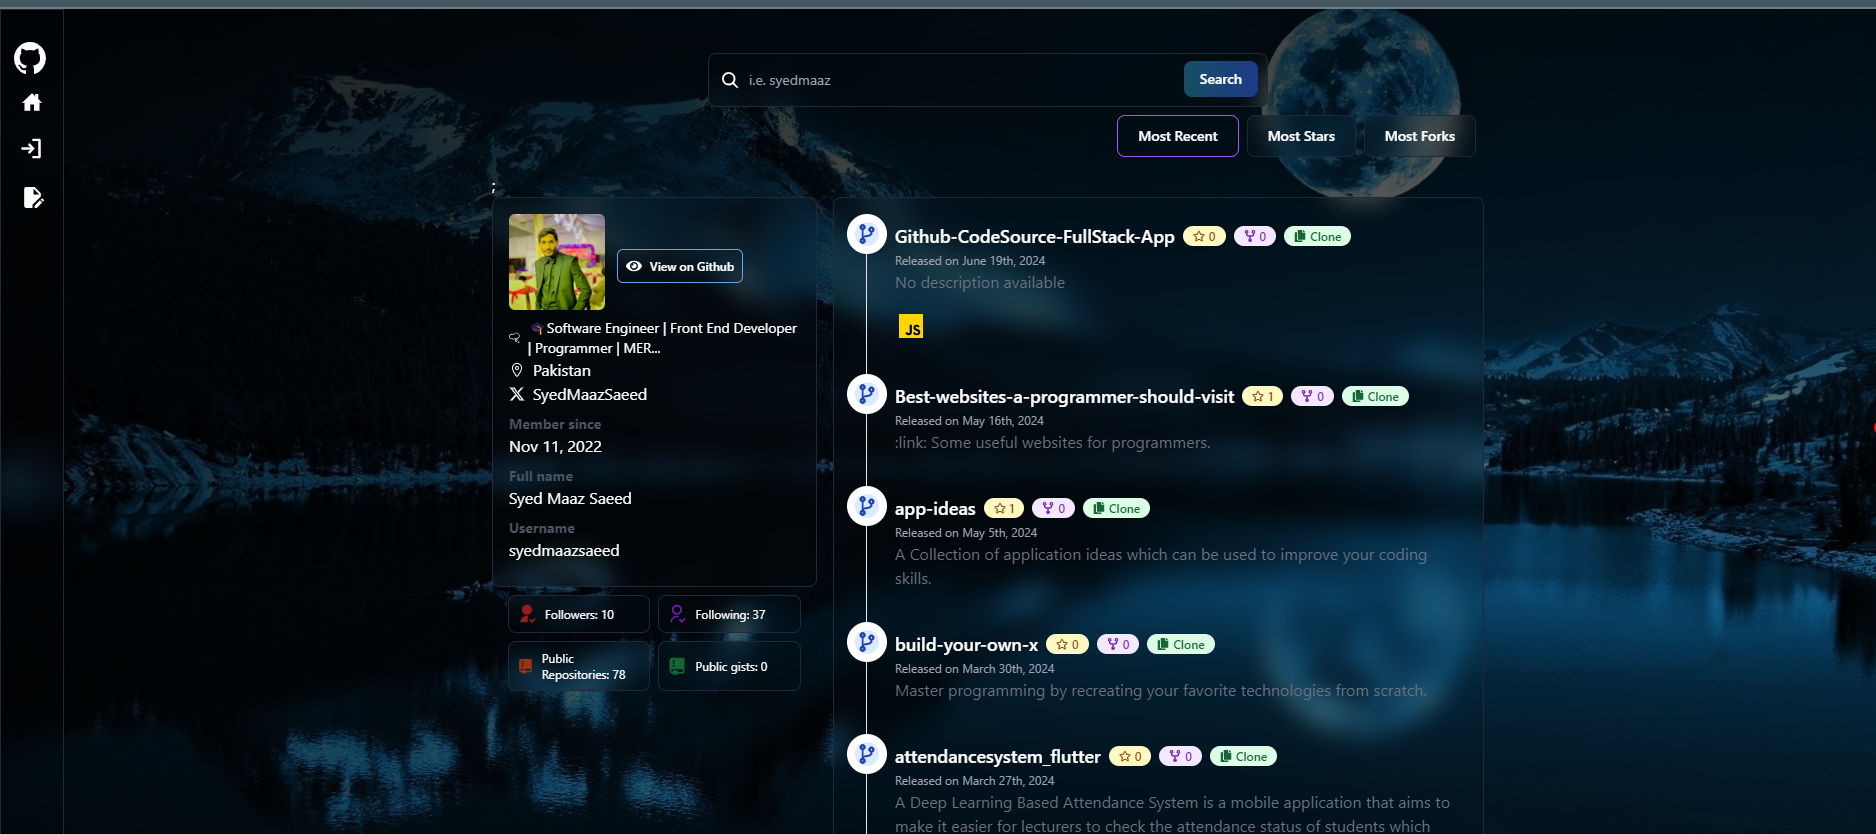 i.e. syedmaaz
Search
Most Recent
Most Stars
Most Forks
;
View on Github
Software Engineer | Front End Developer
| Programmer | MER...
Pakistan
SyedMaazSaeed
Member since
Nov 11, 2022
Full name
Syed Maaz Saeed
Username
syedmaazsaeed
Followers: 10
Following: 37
Public
Repositories: 78
Public gists: 0
Github-CodeSource-FullStack-App 0 0 Clone
Released on June 19th, 2024
No description available
JS
Best-websites-a-programmer-should-visit 1 0 Clone
Released on May 16th, 2024
:link: Some useful websites for programmers.
app-ideas 1 0 Clone
Released on May 5th, 2024
A Collection of application ideas which can be used to improve your coding
skills.
build-your-own-x 0 0 Clone
Released on March 30th, 2024
Master programming by recreating your favorite technologies from scratch.
attendancesystem_flutter 0 0 Clone
Released on March 27th, 2024
A Deep Learning Based Attendance System is a mobile application that aims to
make it easier for lecturers to check the attendance status of students which